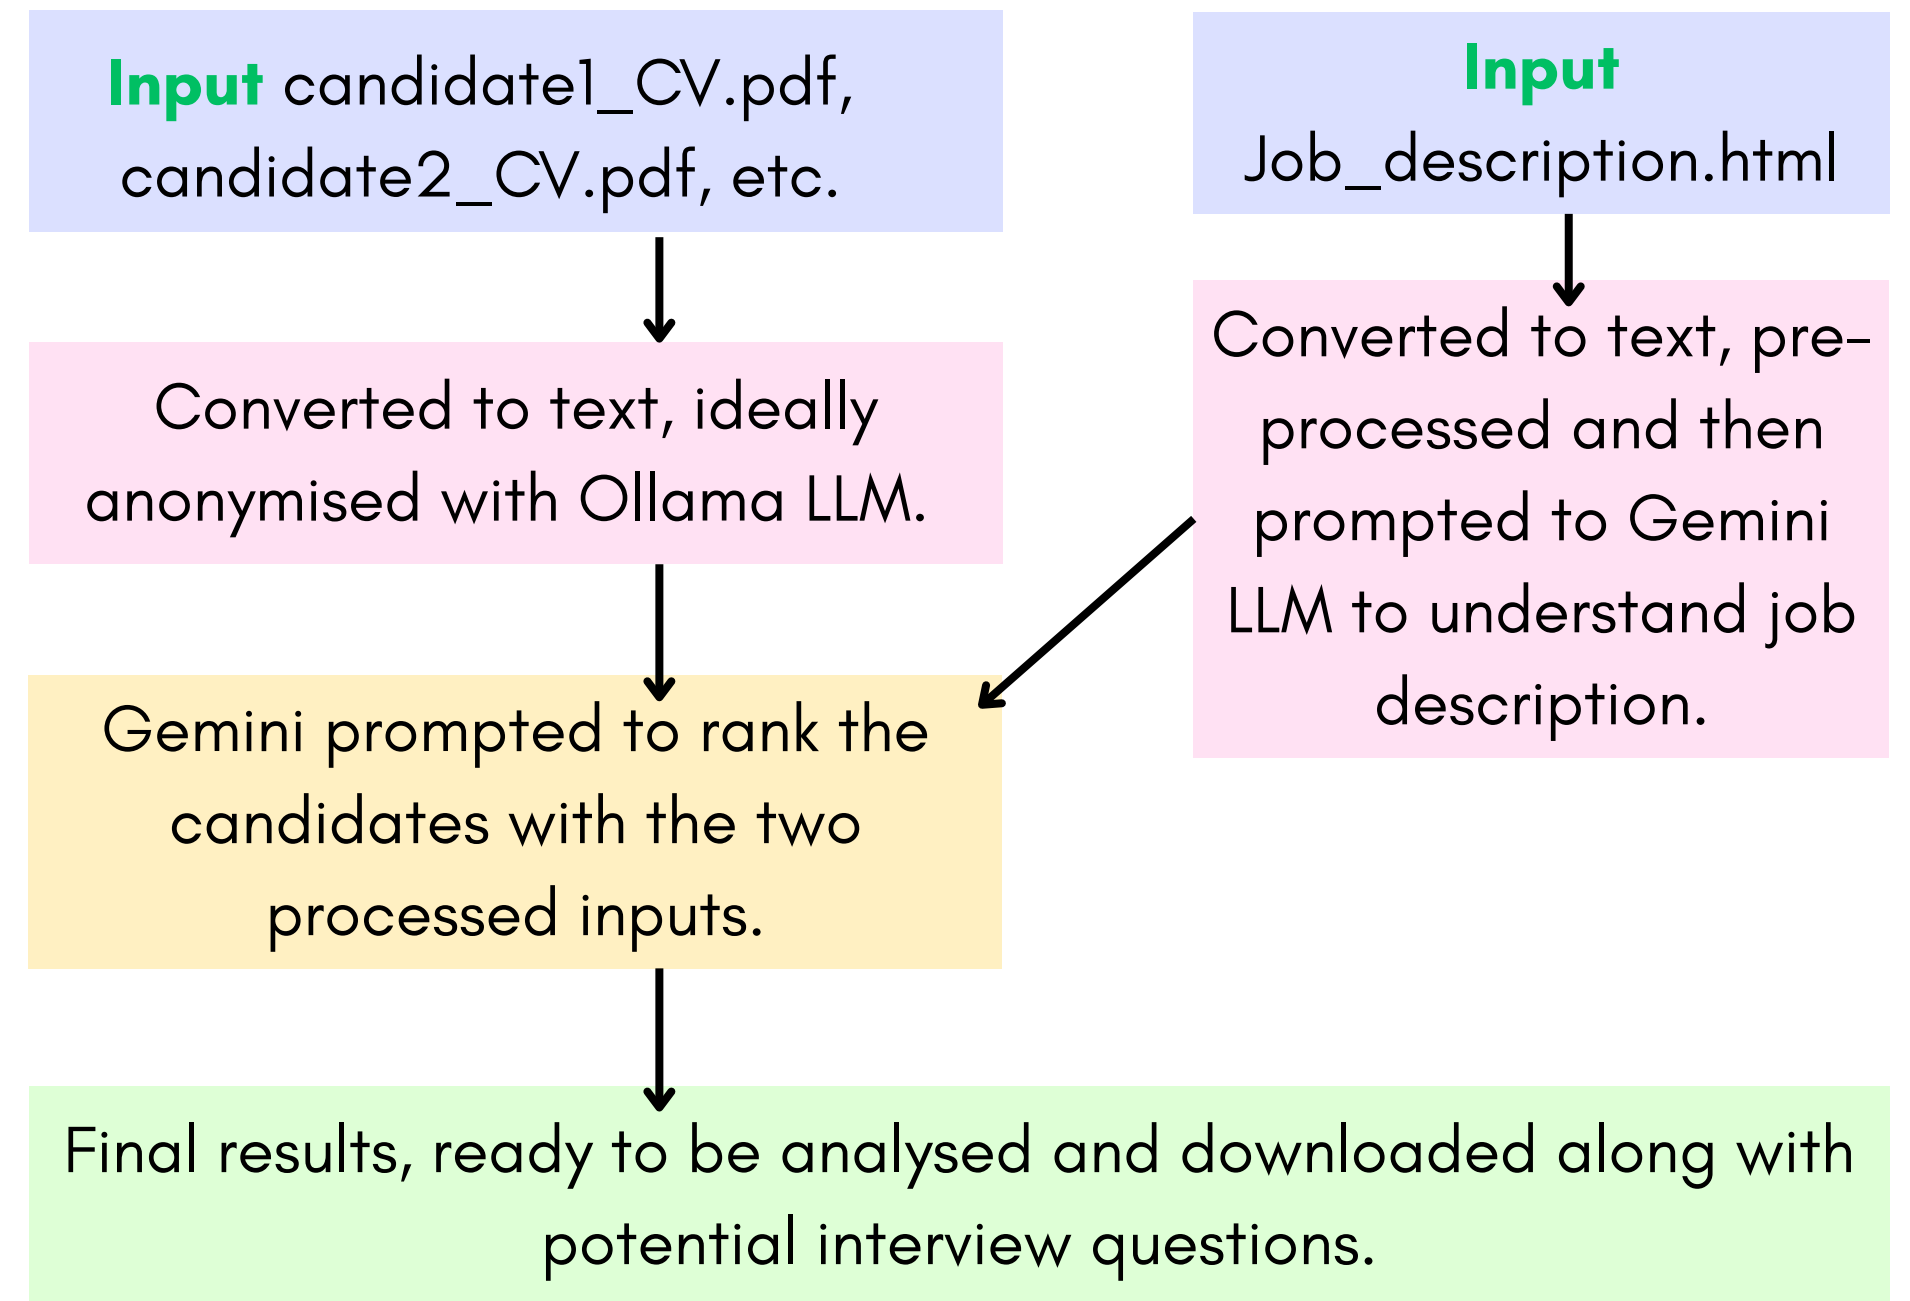 Input candidate1_CV.pdf,
candidate2_CV.pdf, etc.
Input
Job_description.html
Converted to text, ideally
anonymised with Ollama LLM.
Converted to text, pre-
processed and then
prompted to Gemini
LLM to understand job
description.
Gemini prompted to rank the
candidates with the two
processed inputs.
Final results, ready to be analysed and downloaded along with
potential interview questions.